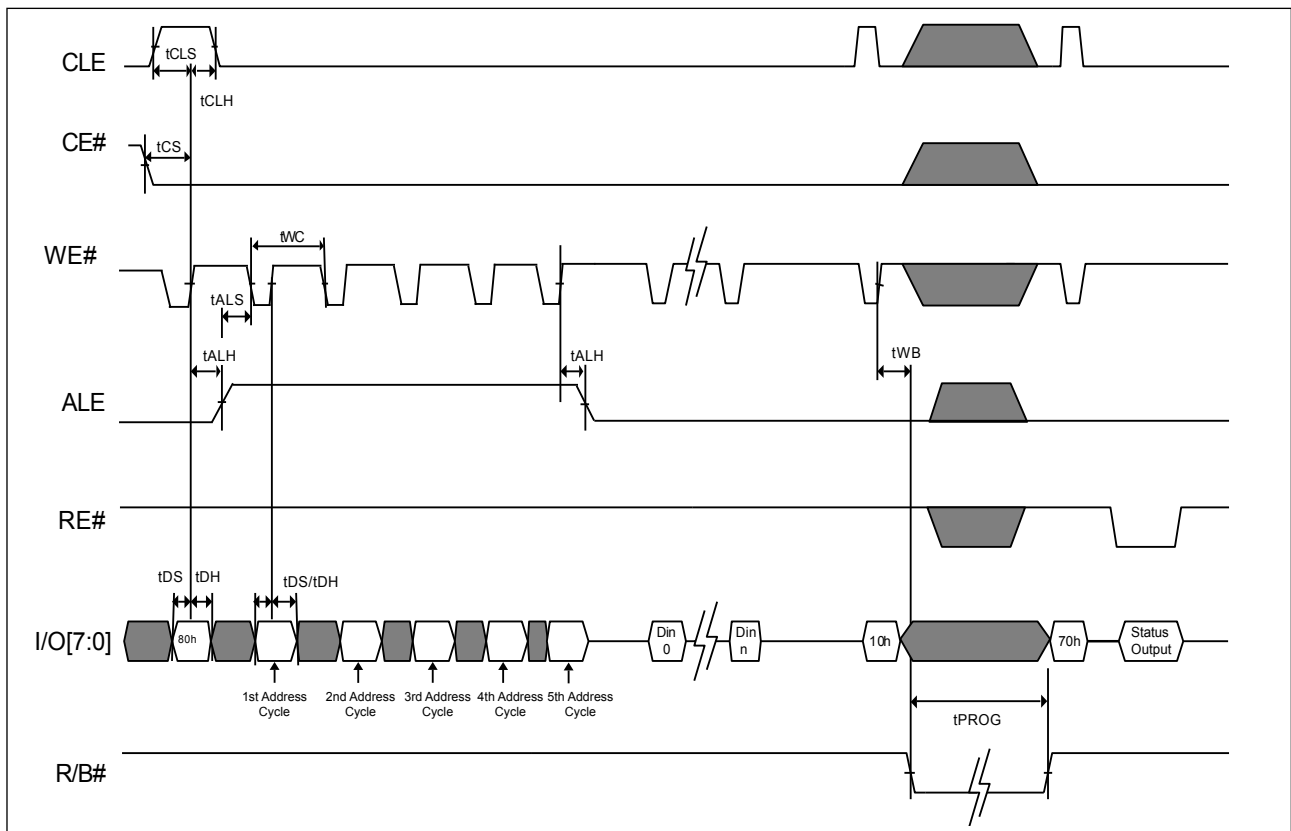 CLE
tCLS
tCLH
CE#
tCS
WE#
tWC
tALS
tALH
tALH
tWB
ALE
RE#
tDS
tDH
tDS/tDH
I/O[7:0]
80h
Din
0
Din
n
10h
70h
Status
Output
1st Address
Cycle
2nd Address
Cycle
3rd Address
Cycle
4th Address
Cycle
5th Address
Cycle
tPROG
R/B#